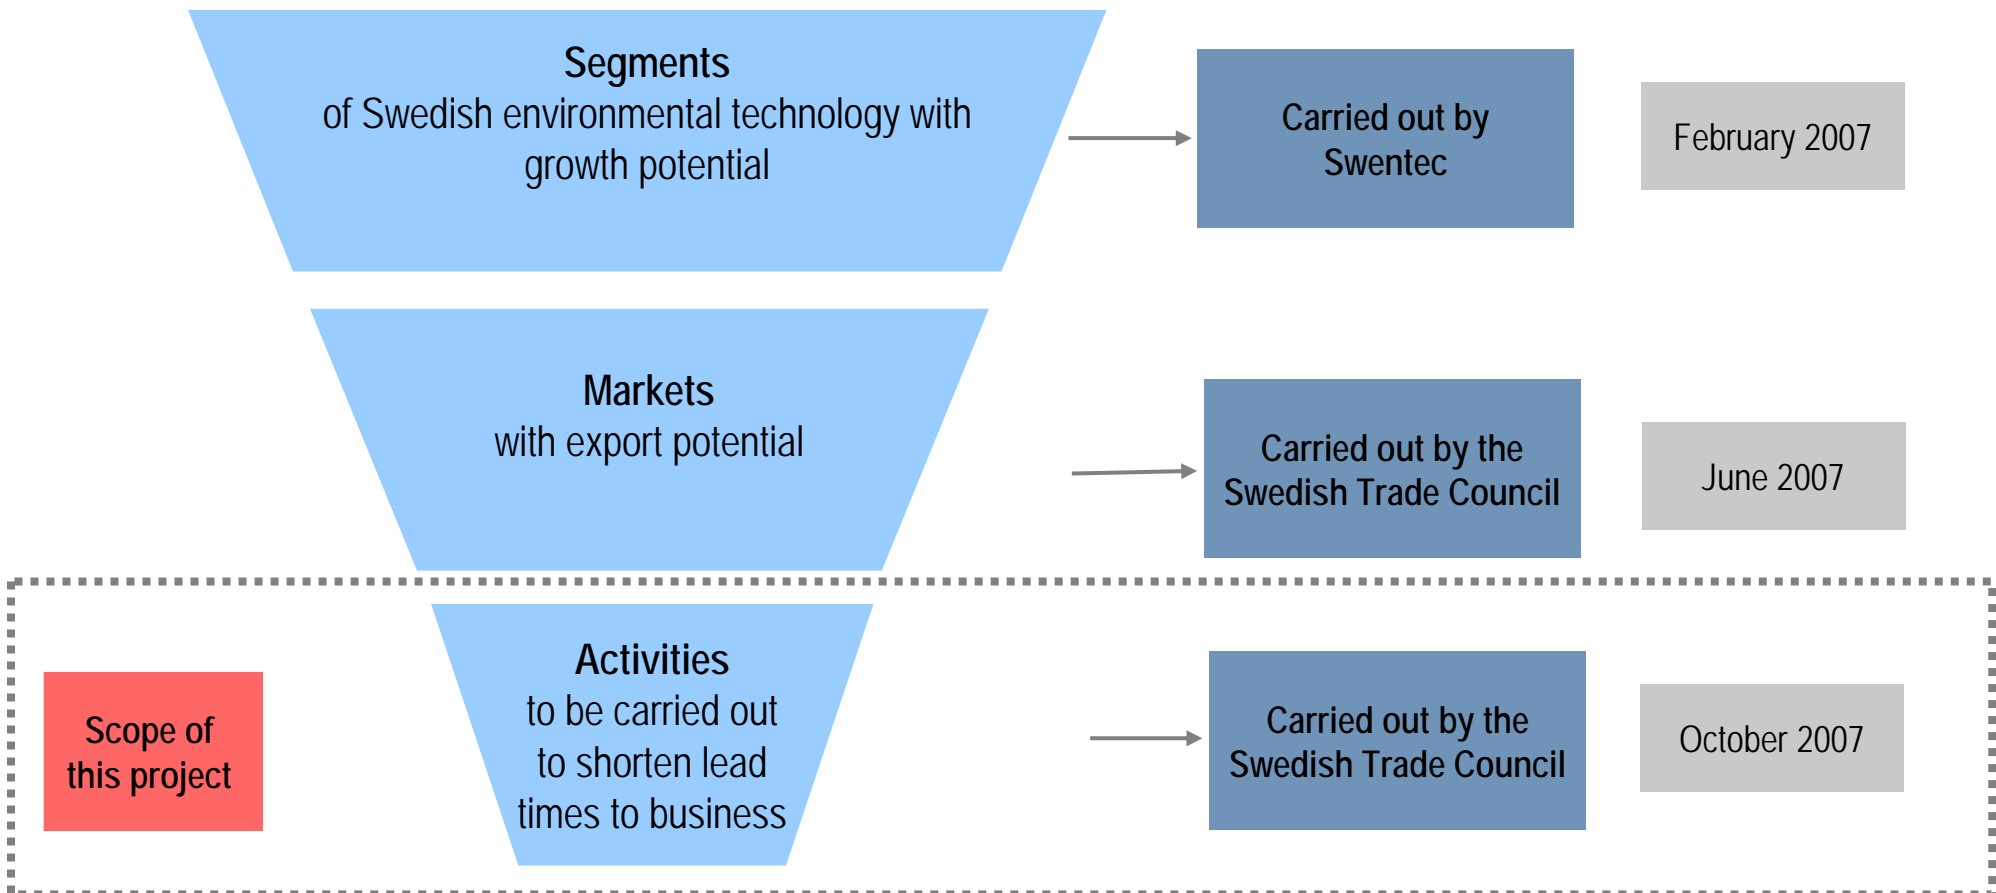 Segments
of Swedish environmental technology with
growth potential
Carried out by
Swentec
February 2007
Markets
with export potential
Carried out by the
Swedish Trade Council
June 2007
Scope of
this project
Activities
to be carried out
to shorten lead
times to business
Carried out by the
Swedish Trade Council
October 2007